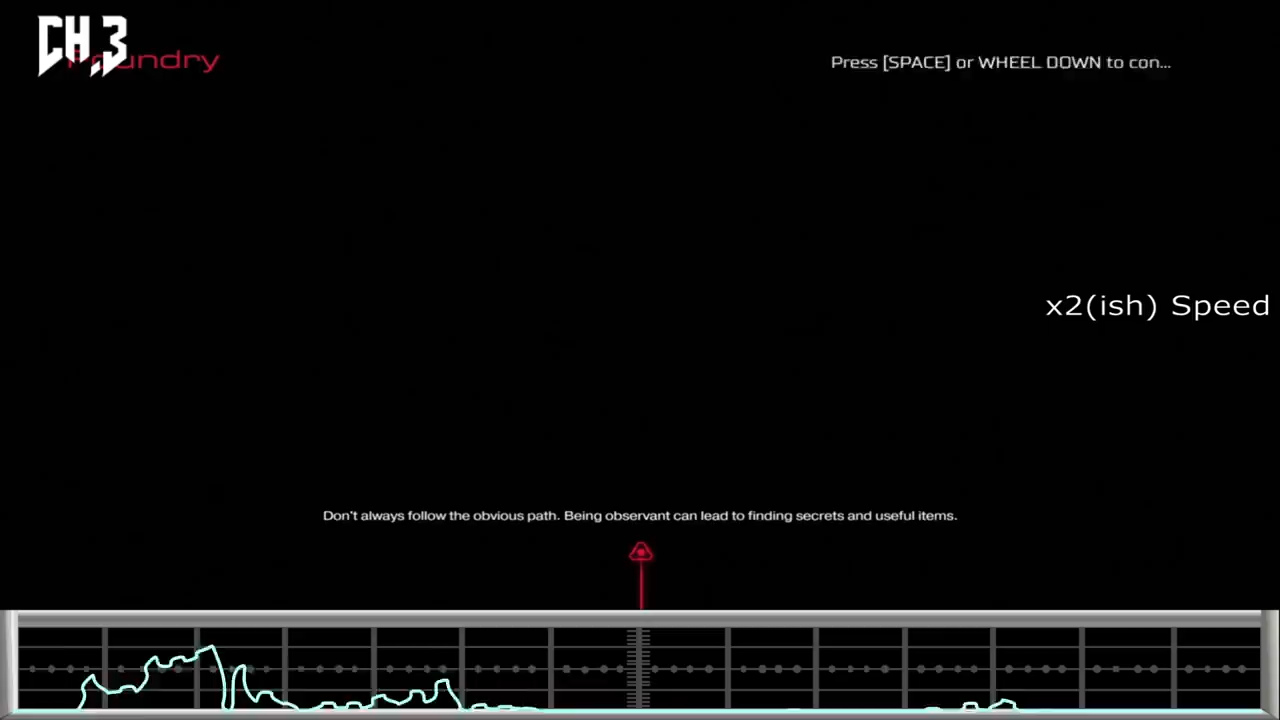 CH.3
Foundry
Press [SPACE] or WHEEL DOWN to con...
x2(ish) Speed
Don't always follow the obvious path. Being observant can lead to finding secrets and useful items.